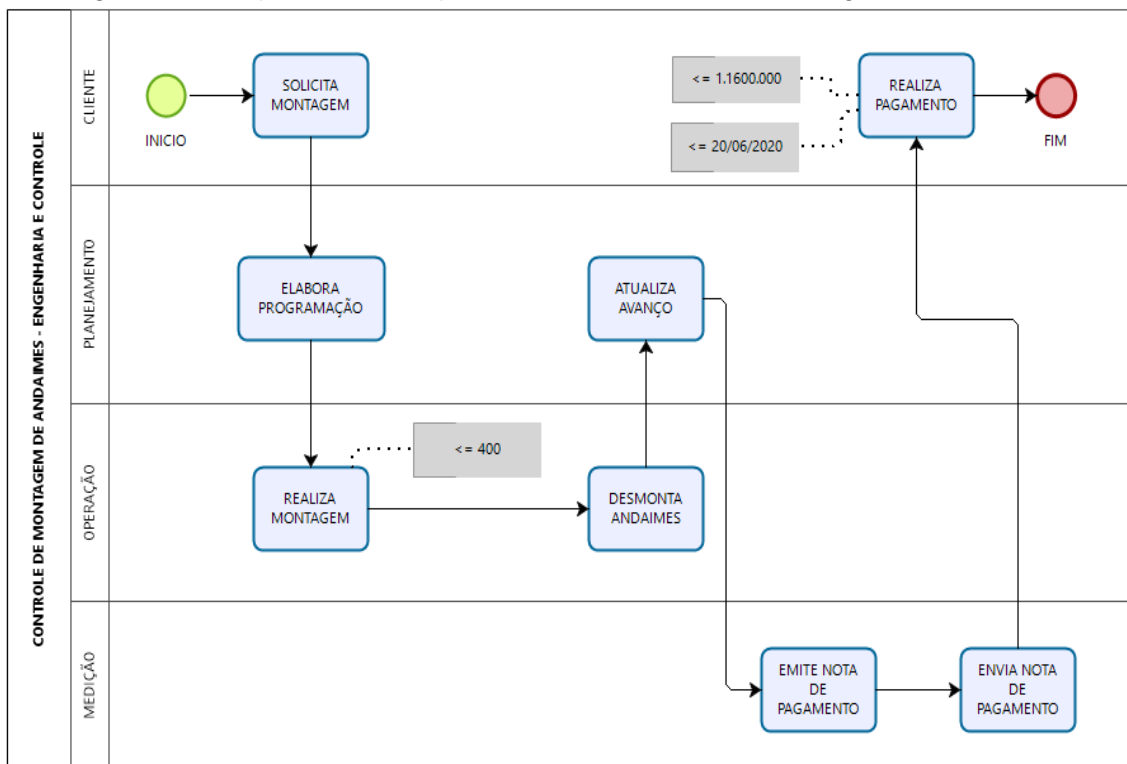 CONTROLE DE MONTAGEM DE ANDAIMES - ENGENHARIA E CONTROLE
CLIENTE
INICIO
SOLICITA
MONTAGEM
<= 1.1600.000
<= 20/06/2020
REALIZA
PAGAMENTO
FIM
PLANEJAMENTO
ELABORA
PROGRAMAÇÃO
ATUALIZA
AVANÇO
OPERAÇÃO
REALIZA
MONTAGEM
<= 400
DESMONTA
ANDAIMES
MEDIÇÃO
EMITE NOTA
DE
PAGAMENTO
ENVIA NOTA
DE
PAGAMENTO